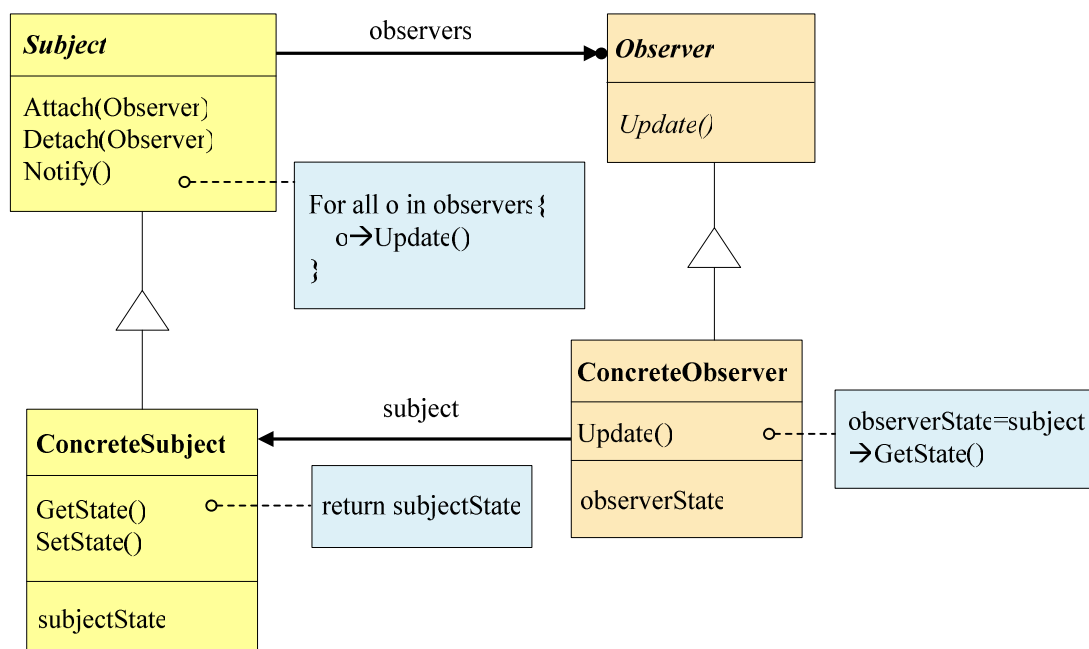 Subject
Attach(Observer)
Detach(Observer)
Notify()
observers
Observer
Update()
For all o in observers{
o→Update()
}
ConcreteSubject
GetState()
SetState()
subjectState
return subjectState
subject
ConcreteObserver
Update()
observerState
observerState=subject
→GetState()